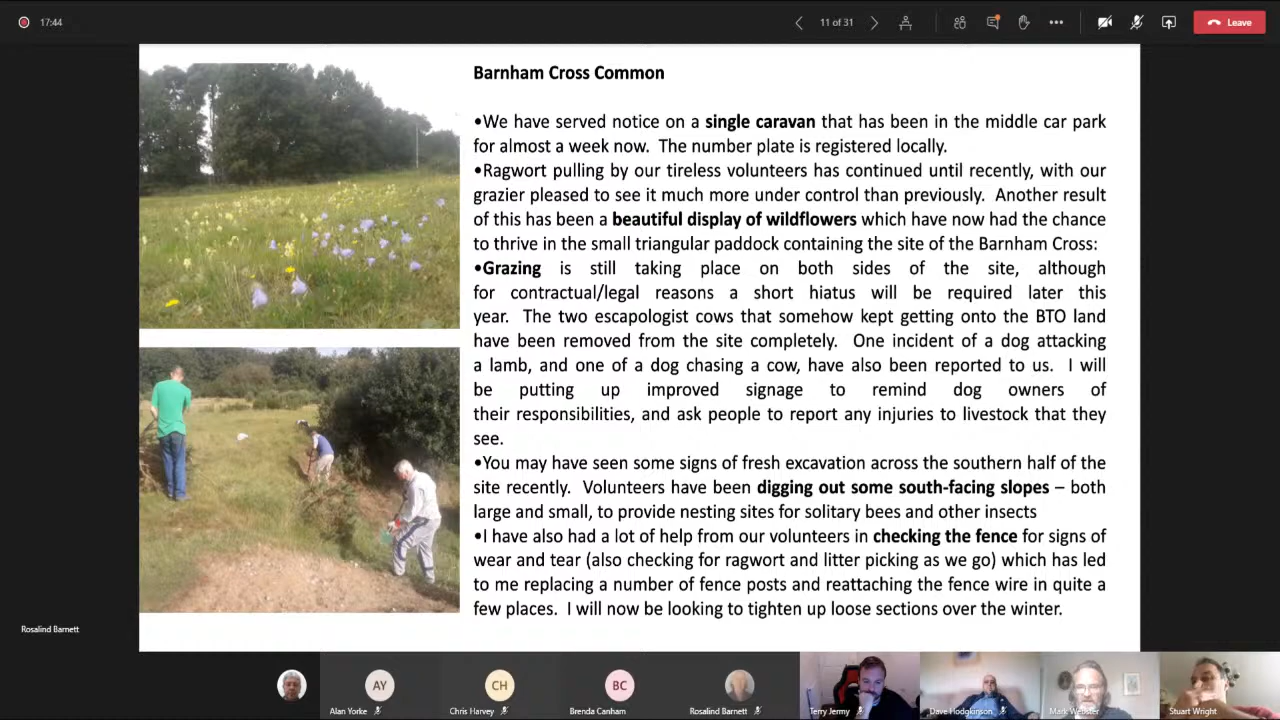 17:44
11 of 31
Leave
Barnham Cross Common
•We have served notice on a single caravan that has been in the middle car park
for almost a week now. The number plate is registered locally.
•Ragwort pulling by our tireless volunteers has continued until recently, with our
grazier pleased to see it much more under control than previously. Another result
of this has been a beautiful display of wildflowers which have now had the chance
to thrive in the small triangular paddock containing the site of the Barnham Cross:
•Grazing is still taking place on both sides of the site, although
for contractual/legal reasons a short hiatus will be required later this
year. The two escapologist cows that somehow kept getting onto the BTO land
have been removed from the site completely. One incident of a dog attacking
a lamb, and one of a dog chasing a cow, have also been reported to us. I will
be putting up improved signage to remind dog owners of
their responsibilities, and ask people to report any injuries to livestock that they
see.
•You may have seen some signs of fresh excavation across the southern half of the
site recently. Volunteers have been digging out some south-facing slopes – both
large and small, to provide nesting sites for solitary bees and other insects
•I have also had a lot of help from our volunteers in checking the fence for signs of
wear and tear (also checking for ragwort and litter picking as we go) which has led
to me replacing a number of fence posts and reattaching the fence wire in quite a
few places. I will now be looking to tighten up loose sections over the winter.
Rosalind Barnett
AY
CH
BC
Alan Yorke
Chris Harvey
Brenda Canham
Rosalind Barnett
Terry Jermy
Dave Hodgkinson
Mark Webster
Stuart Wright